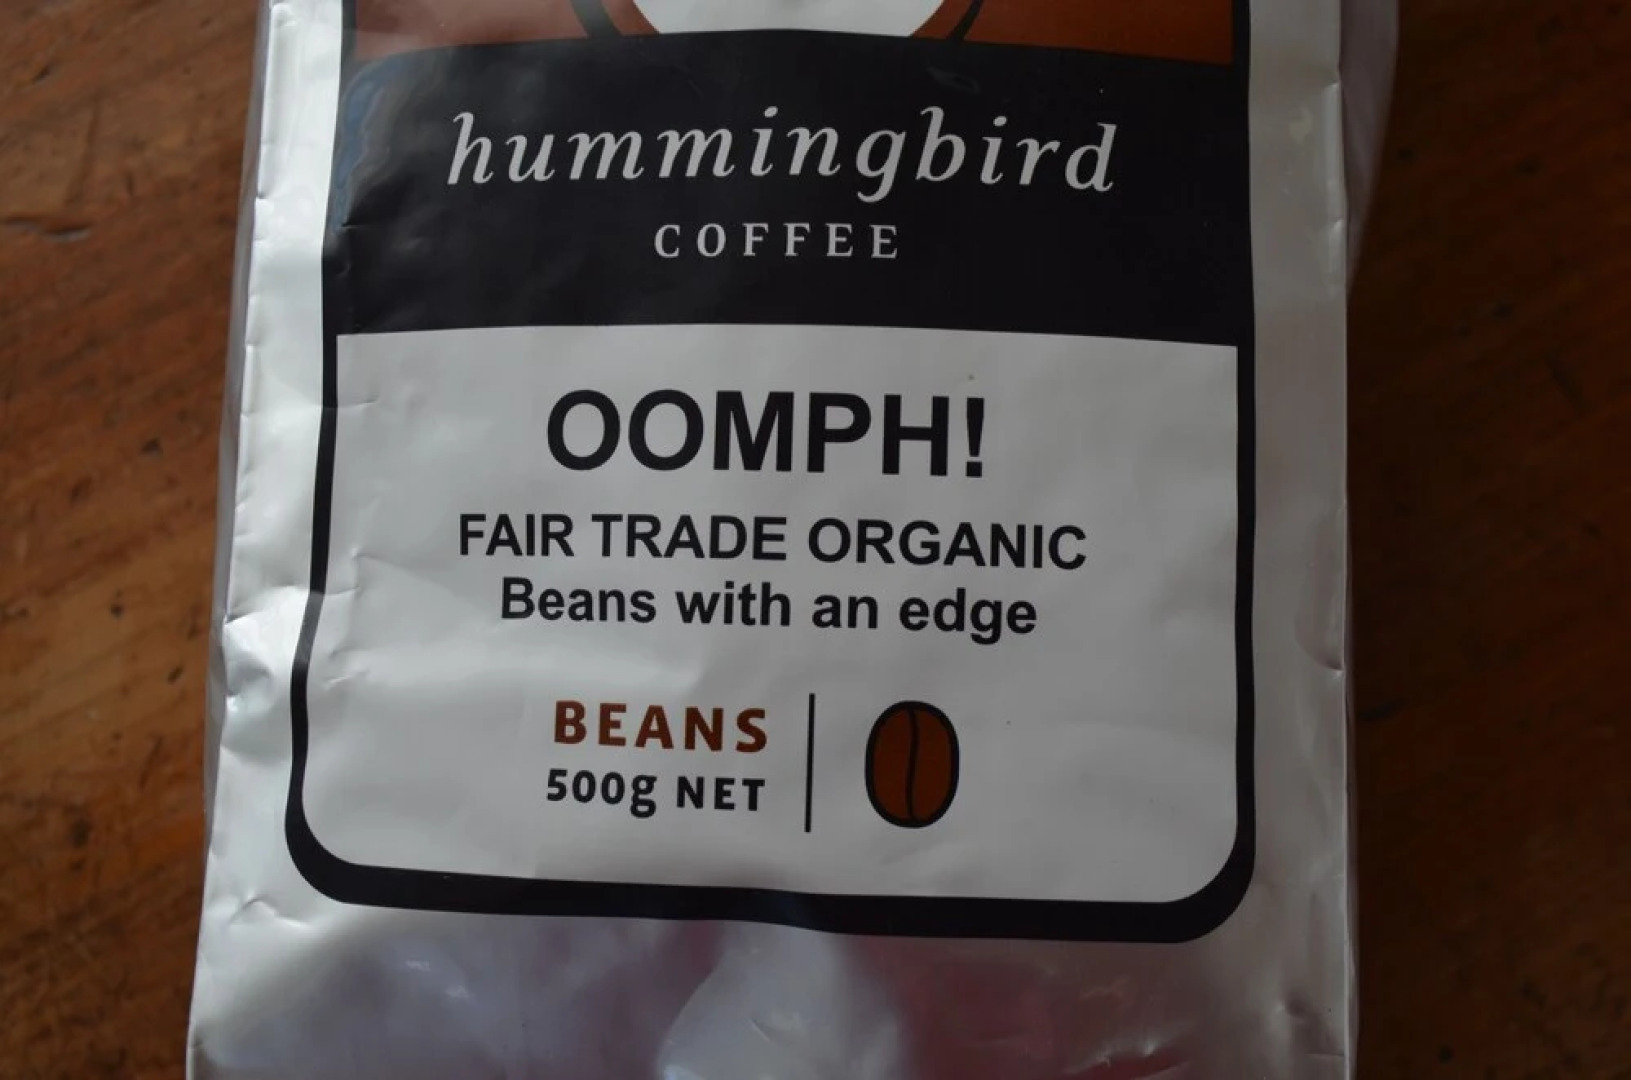 hummingbird
COFFEE
OOMPH!
FAIR TRADE ORGANIC
Beans with an edge
BEANS
500g NET